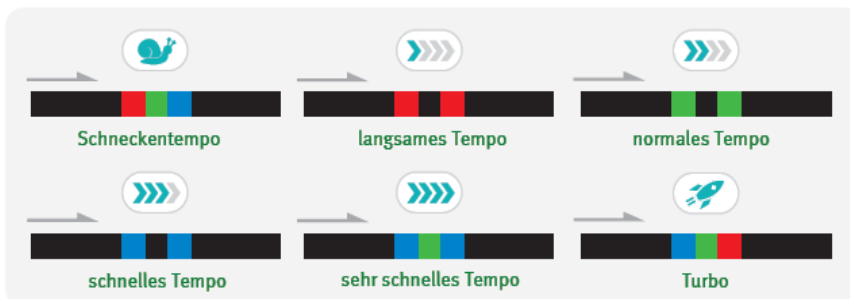 Schneckentempo
langsames Tempo
normales Tempo
schnelles Tempo
sehr schnelles Tempo
Turbo